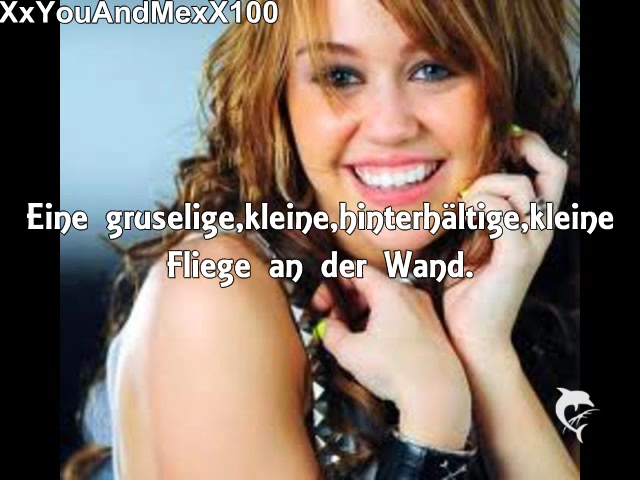 XxYouAndMexX100
Eine gruselige,kleine,hinterhältige,kleine
Fliege an der Wand.